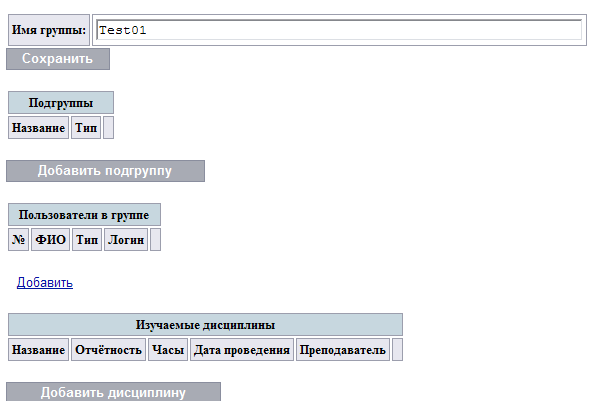 Имя группы: Test01
Сохранить
Подгруппы
Название Тип
Добавить подгруппу
Пользователи в группе
№ ФИО Тип Логин
Добавить
Изучаемые дисциплины
Название Отчётность Часы Дата проведения Преподаватель
Добавить дисциплину